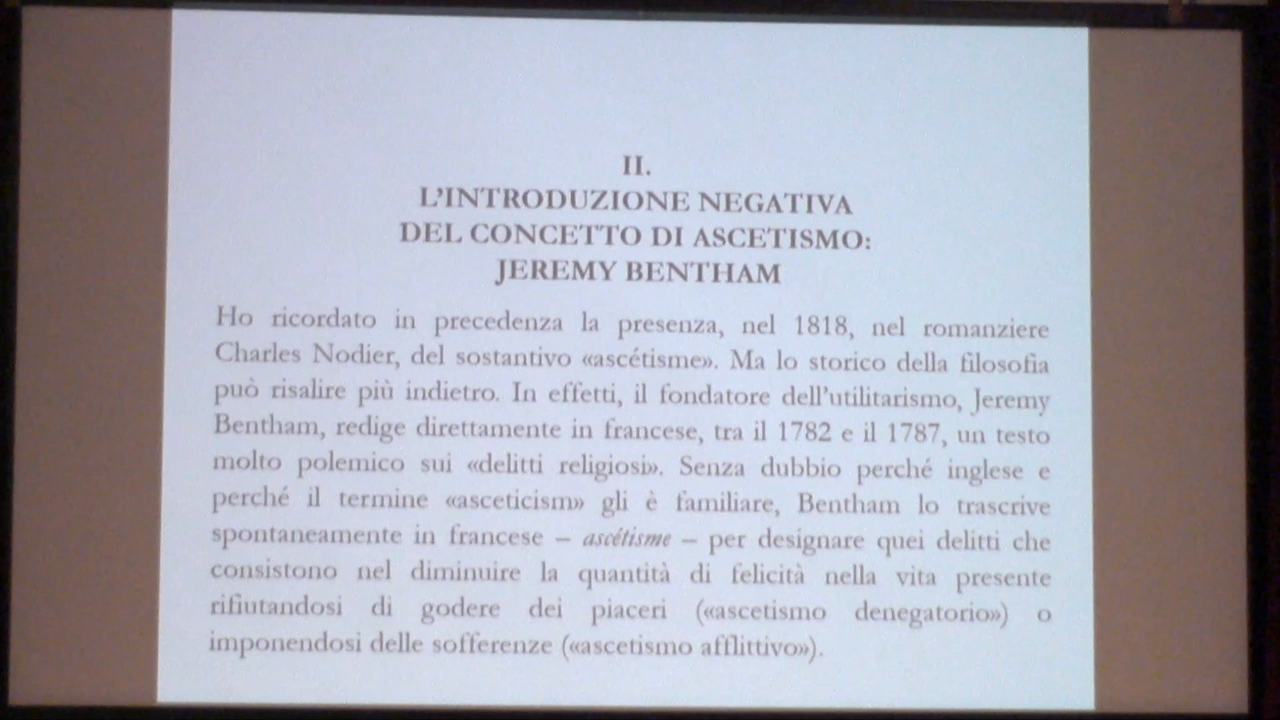 II.
L’INTRODUZIONE NEGATIVA
DEL CONCETTO DI ASCETISMO:
JEREMY BENTHAM
Ho ricordato in precedenza la presenza, nel 1818, nel romanziere
Charles Nodier, del sostantivo «ascétisme». Ma lo storico della filosofia
può risalire più indietro. In effetti, il fondatore dell’utilitarismo, Jeremy
Bentham, redige direttamente in francese, tra il 1782 e il 1787, un testo
molto polemico sui «delitti religiosi». Senza dubbio perché inglese e
perché il termine «asceticism» gli è familiare, Bentham lo trascrive
spontaneamente in francese – ascétisme – per designare quei delitti che
consistono nel diminuire la quantità di felicità nella vita presente
rifiutandosi di godere dei piaceri («ascetismo denegatorio») o
imponendosi delle sofferenze («ascetismo afflittivo»).